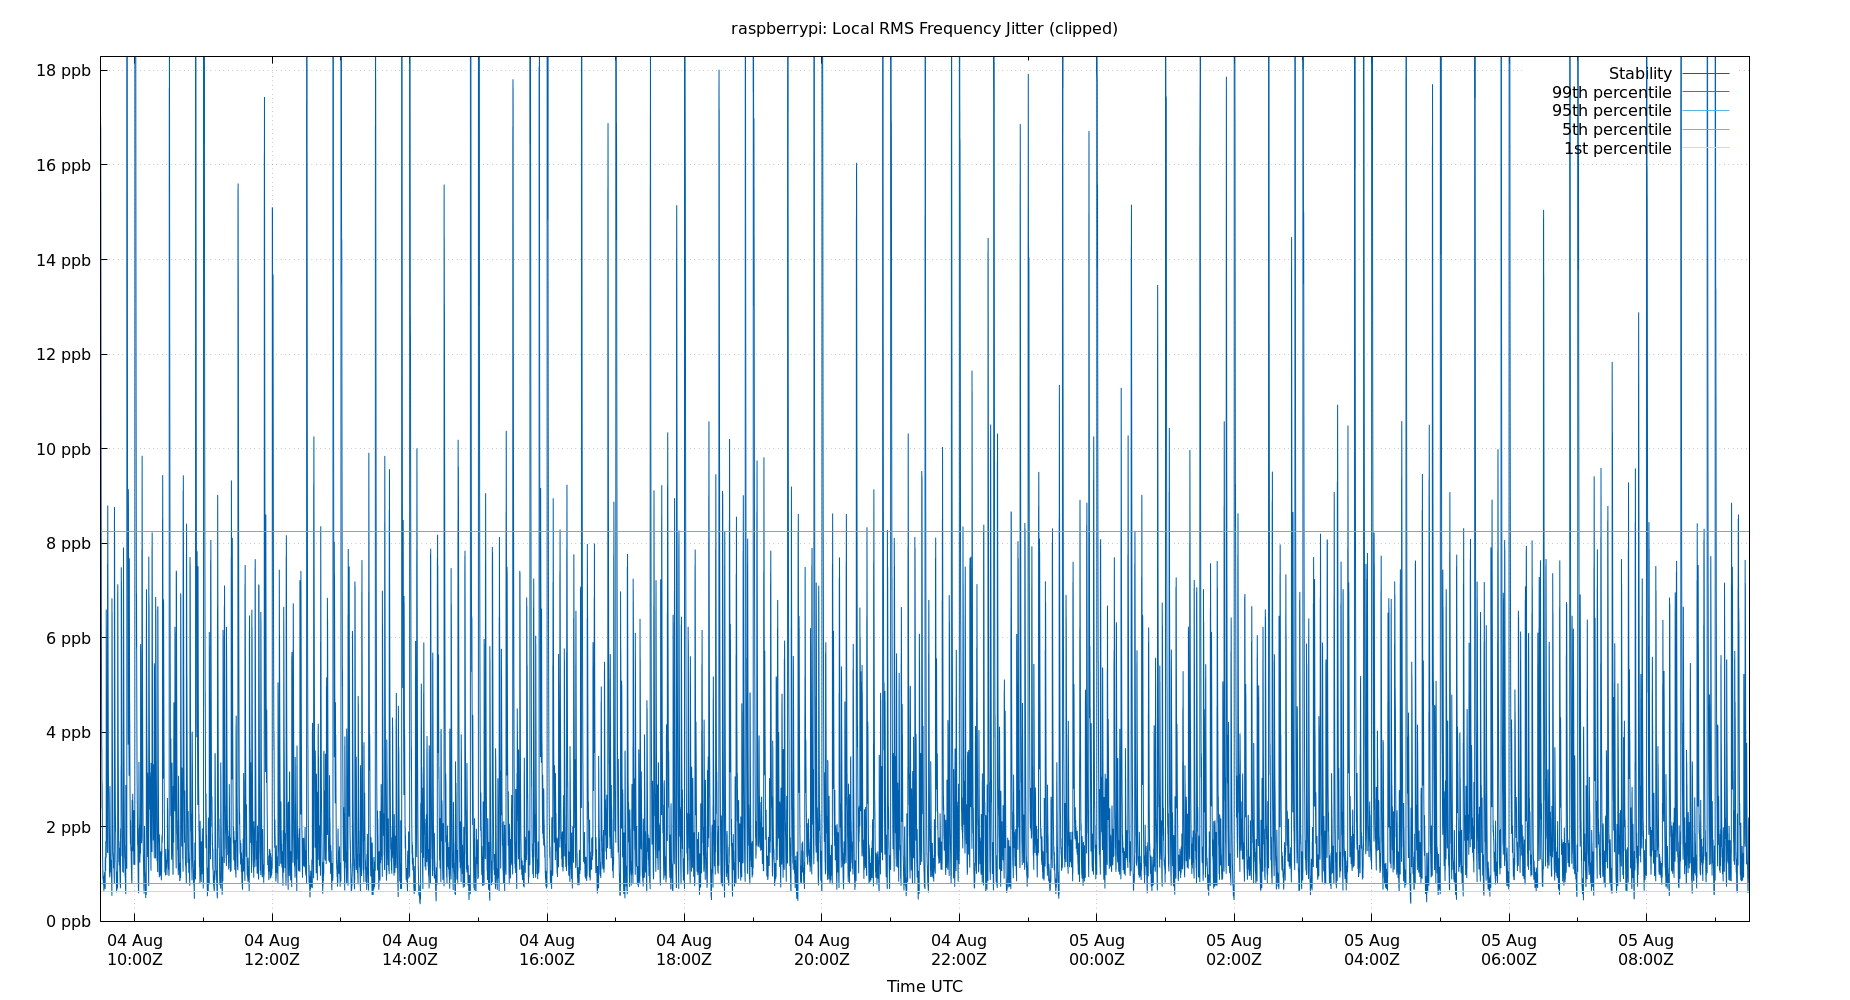 raspberrypi: Local RMS Frequency Jitter (clipped)
18 ppb
16 ppb
14 ppb
12 ppb
10 ppb
8 ppb
6 ppb
4 ppb
2 ppb
0 ppb
Stability
99th percentile
95th percentile
5th percentile
1st percentile
04 Aug
10:00Z
04 Aug
12:00Z
04 Aug
14:00Z
04 Aug
16:00Z
04 Aug
18:00Z
04 Aug
20:00Z
04 Aug
22:00Z
05 Aug
00:00Z
05 Aug
02:00Z
05 Aug
04:00Z
05 Aug
06:00Z
05 Aug
08:00Z
Time UTC